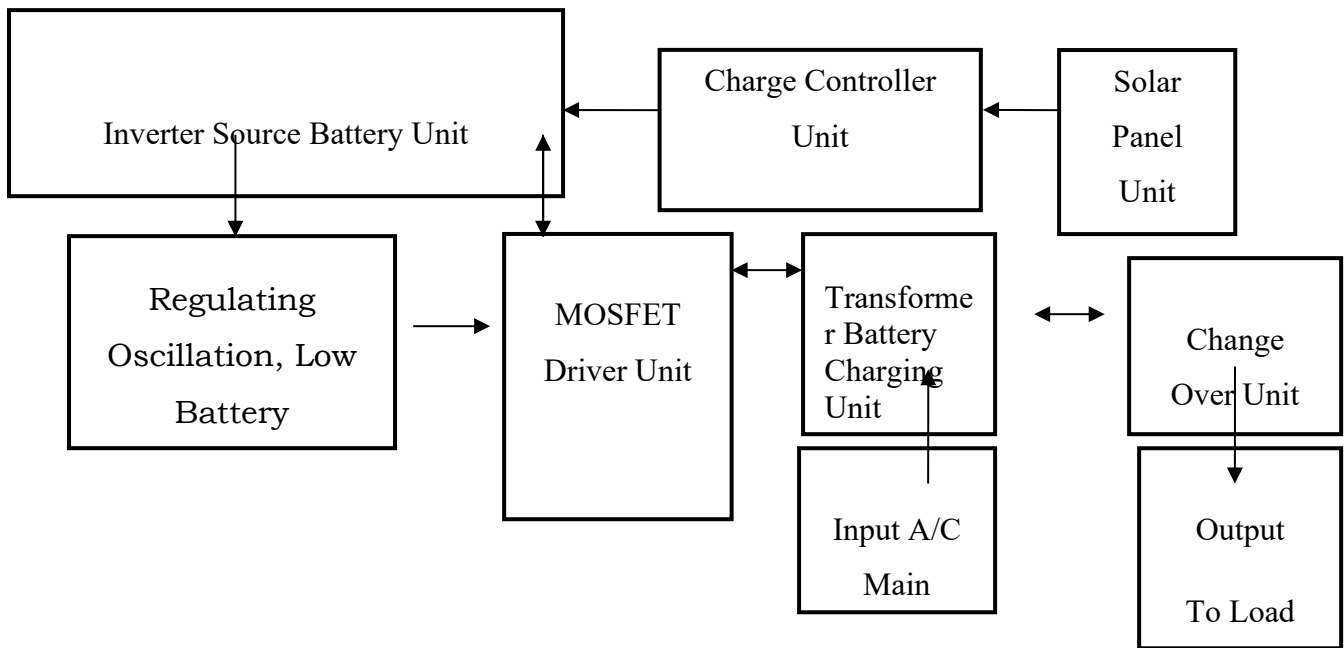 Inverter Source Battery Unit
Charge Controller
Unit
Solar
Panel
Unit
Regulating
Oscillation, Low
Battery
MOSFET
Driver Unit
Transforme
r Battery
Charging
Unit
Change
Over Unit
Input A/C
Main
Output
To Load